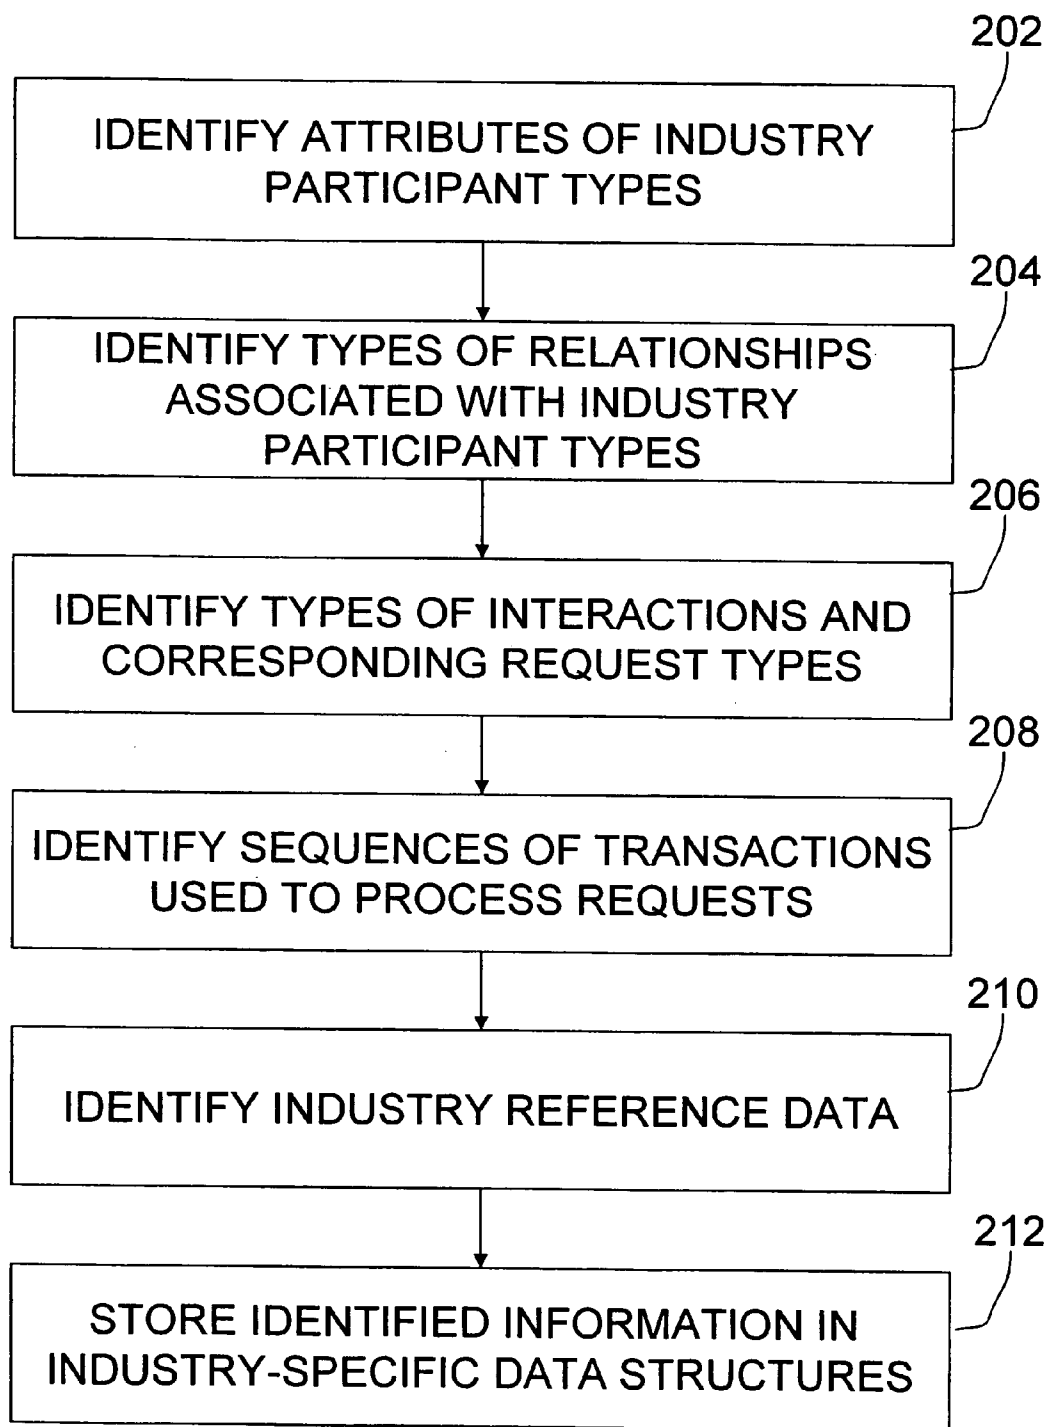 202
IDENTIFY ATTRIBUTES OF INDUSTRY
PARTICIPANT TYPES
204
IDENTIFY TYPES OF RELATIONSHIPS
ASSOCIATED WITH INDUSTRY
PARTICIPANT TYPES
206
IDENTIFY TYPES OF INTERACTIONS AND
CORRESPONDING REQUEST TYPES
208
IDENTIFY SEQUENCES OF TRANSACTIONS
USED TO PROCESS REQUESTS
210
IDENTIFY INDUSTRY REFERENCE DATA
212
STORE IDENTIFIED INFORMATION IN
INDUSTRY-SPECIFIC DATA STRUCTURES